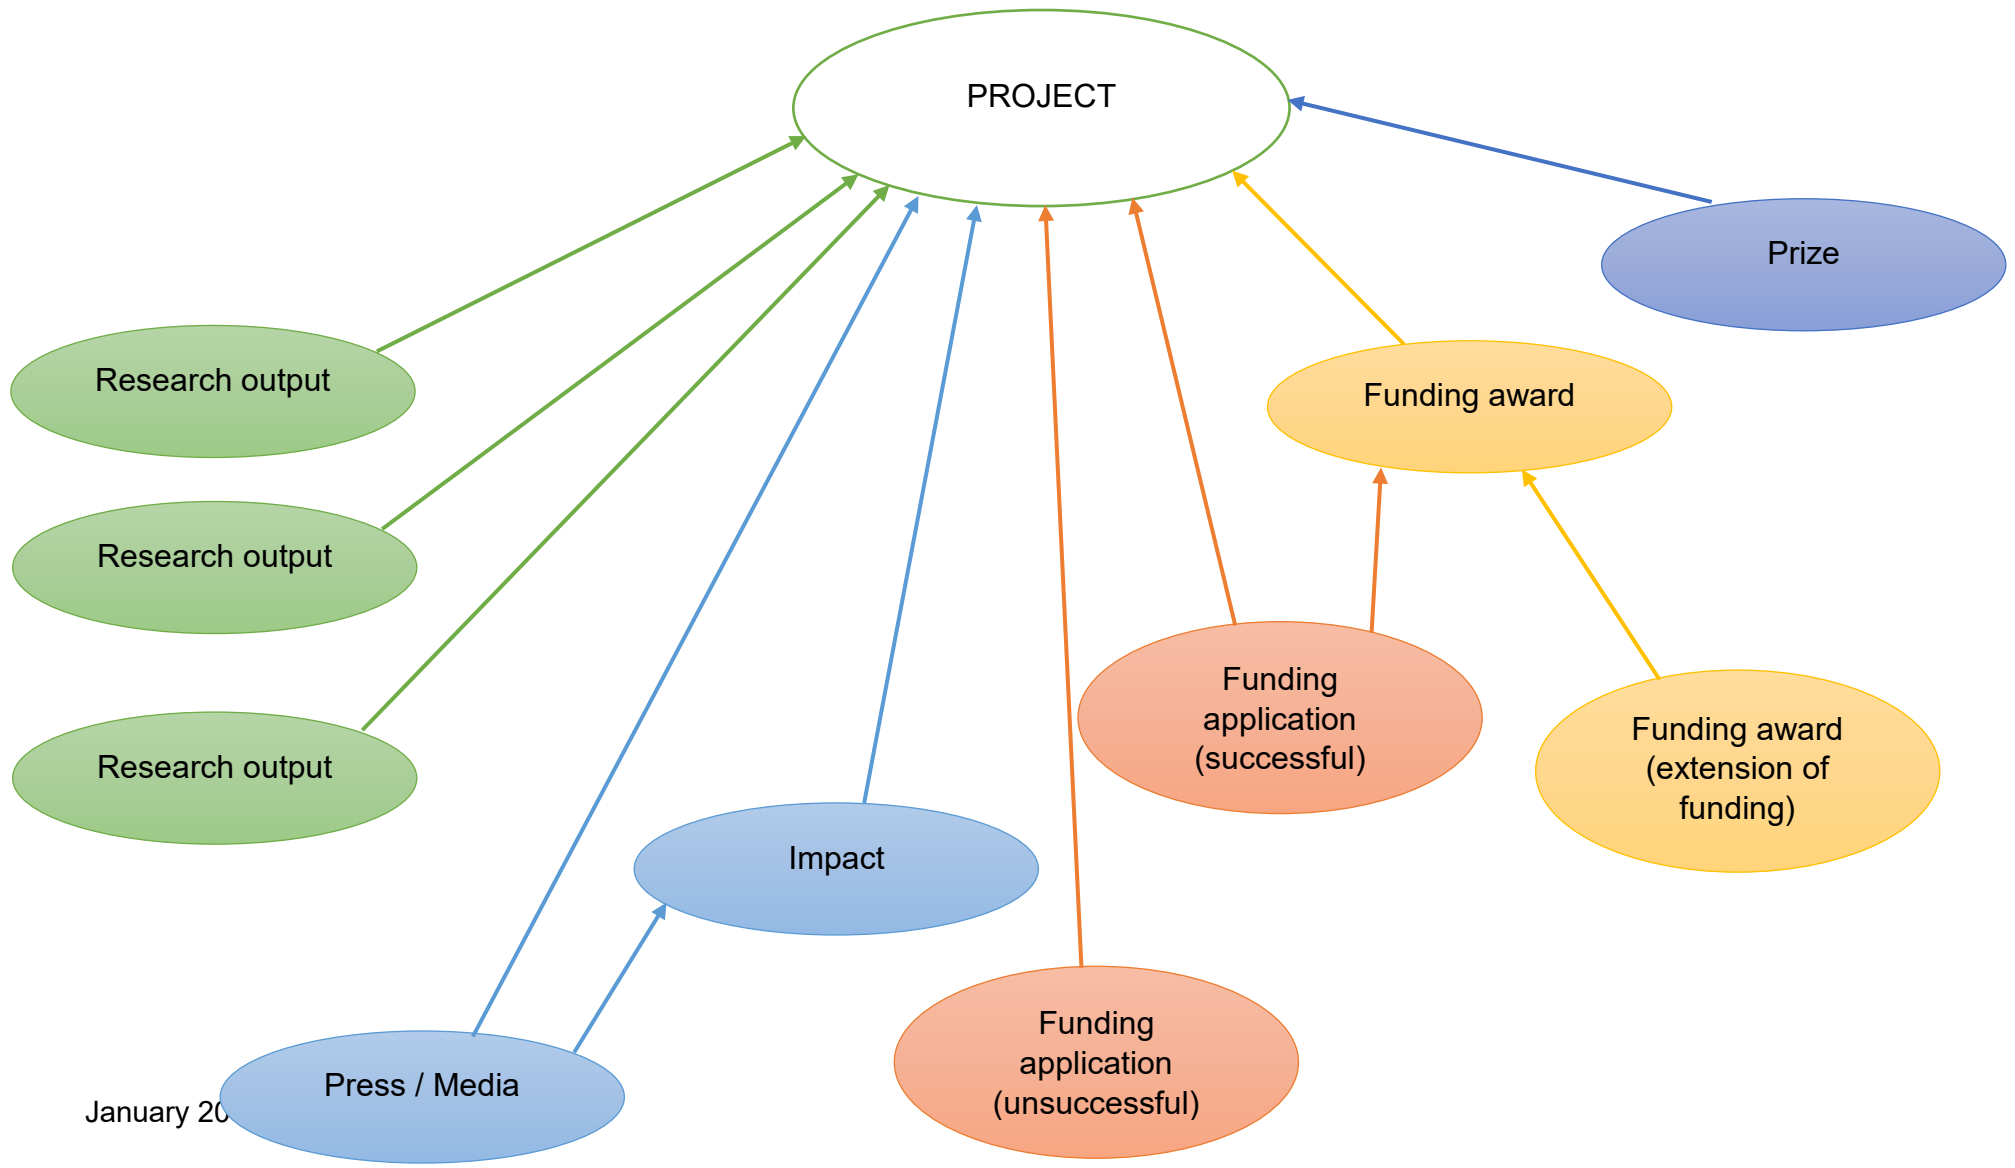 PROJECT
Prize
Research output
Funding award
Research output
Funding
application
(successful)
Funding award
(extension of
funding)
Research output
Impact
Funding
application
(unsuccessful)
Press / Media
January